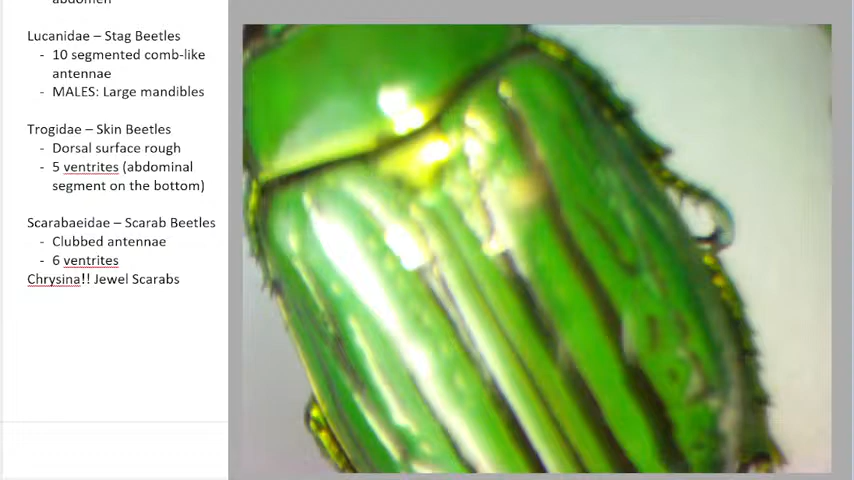 abdomen
Lucanidae – Stag Beetles
- 10 segmented comb-like
antennae
- MALES: Large mandibles
Trogidae – Skin Beetles
- Dorsal surface rough
- 5 ventrites (abdominal
segment on the bottom)
Scarabaeidae – Scarab Beetles
- Clubbed antennae
- 6 ventrites
Chrysina!! Jewel Scarabs